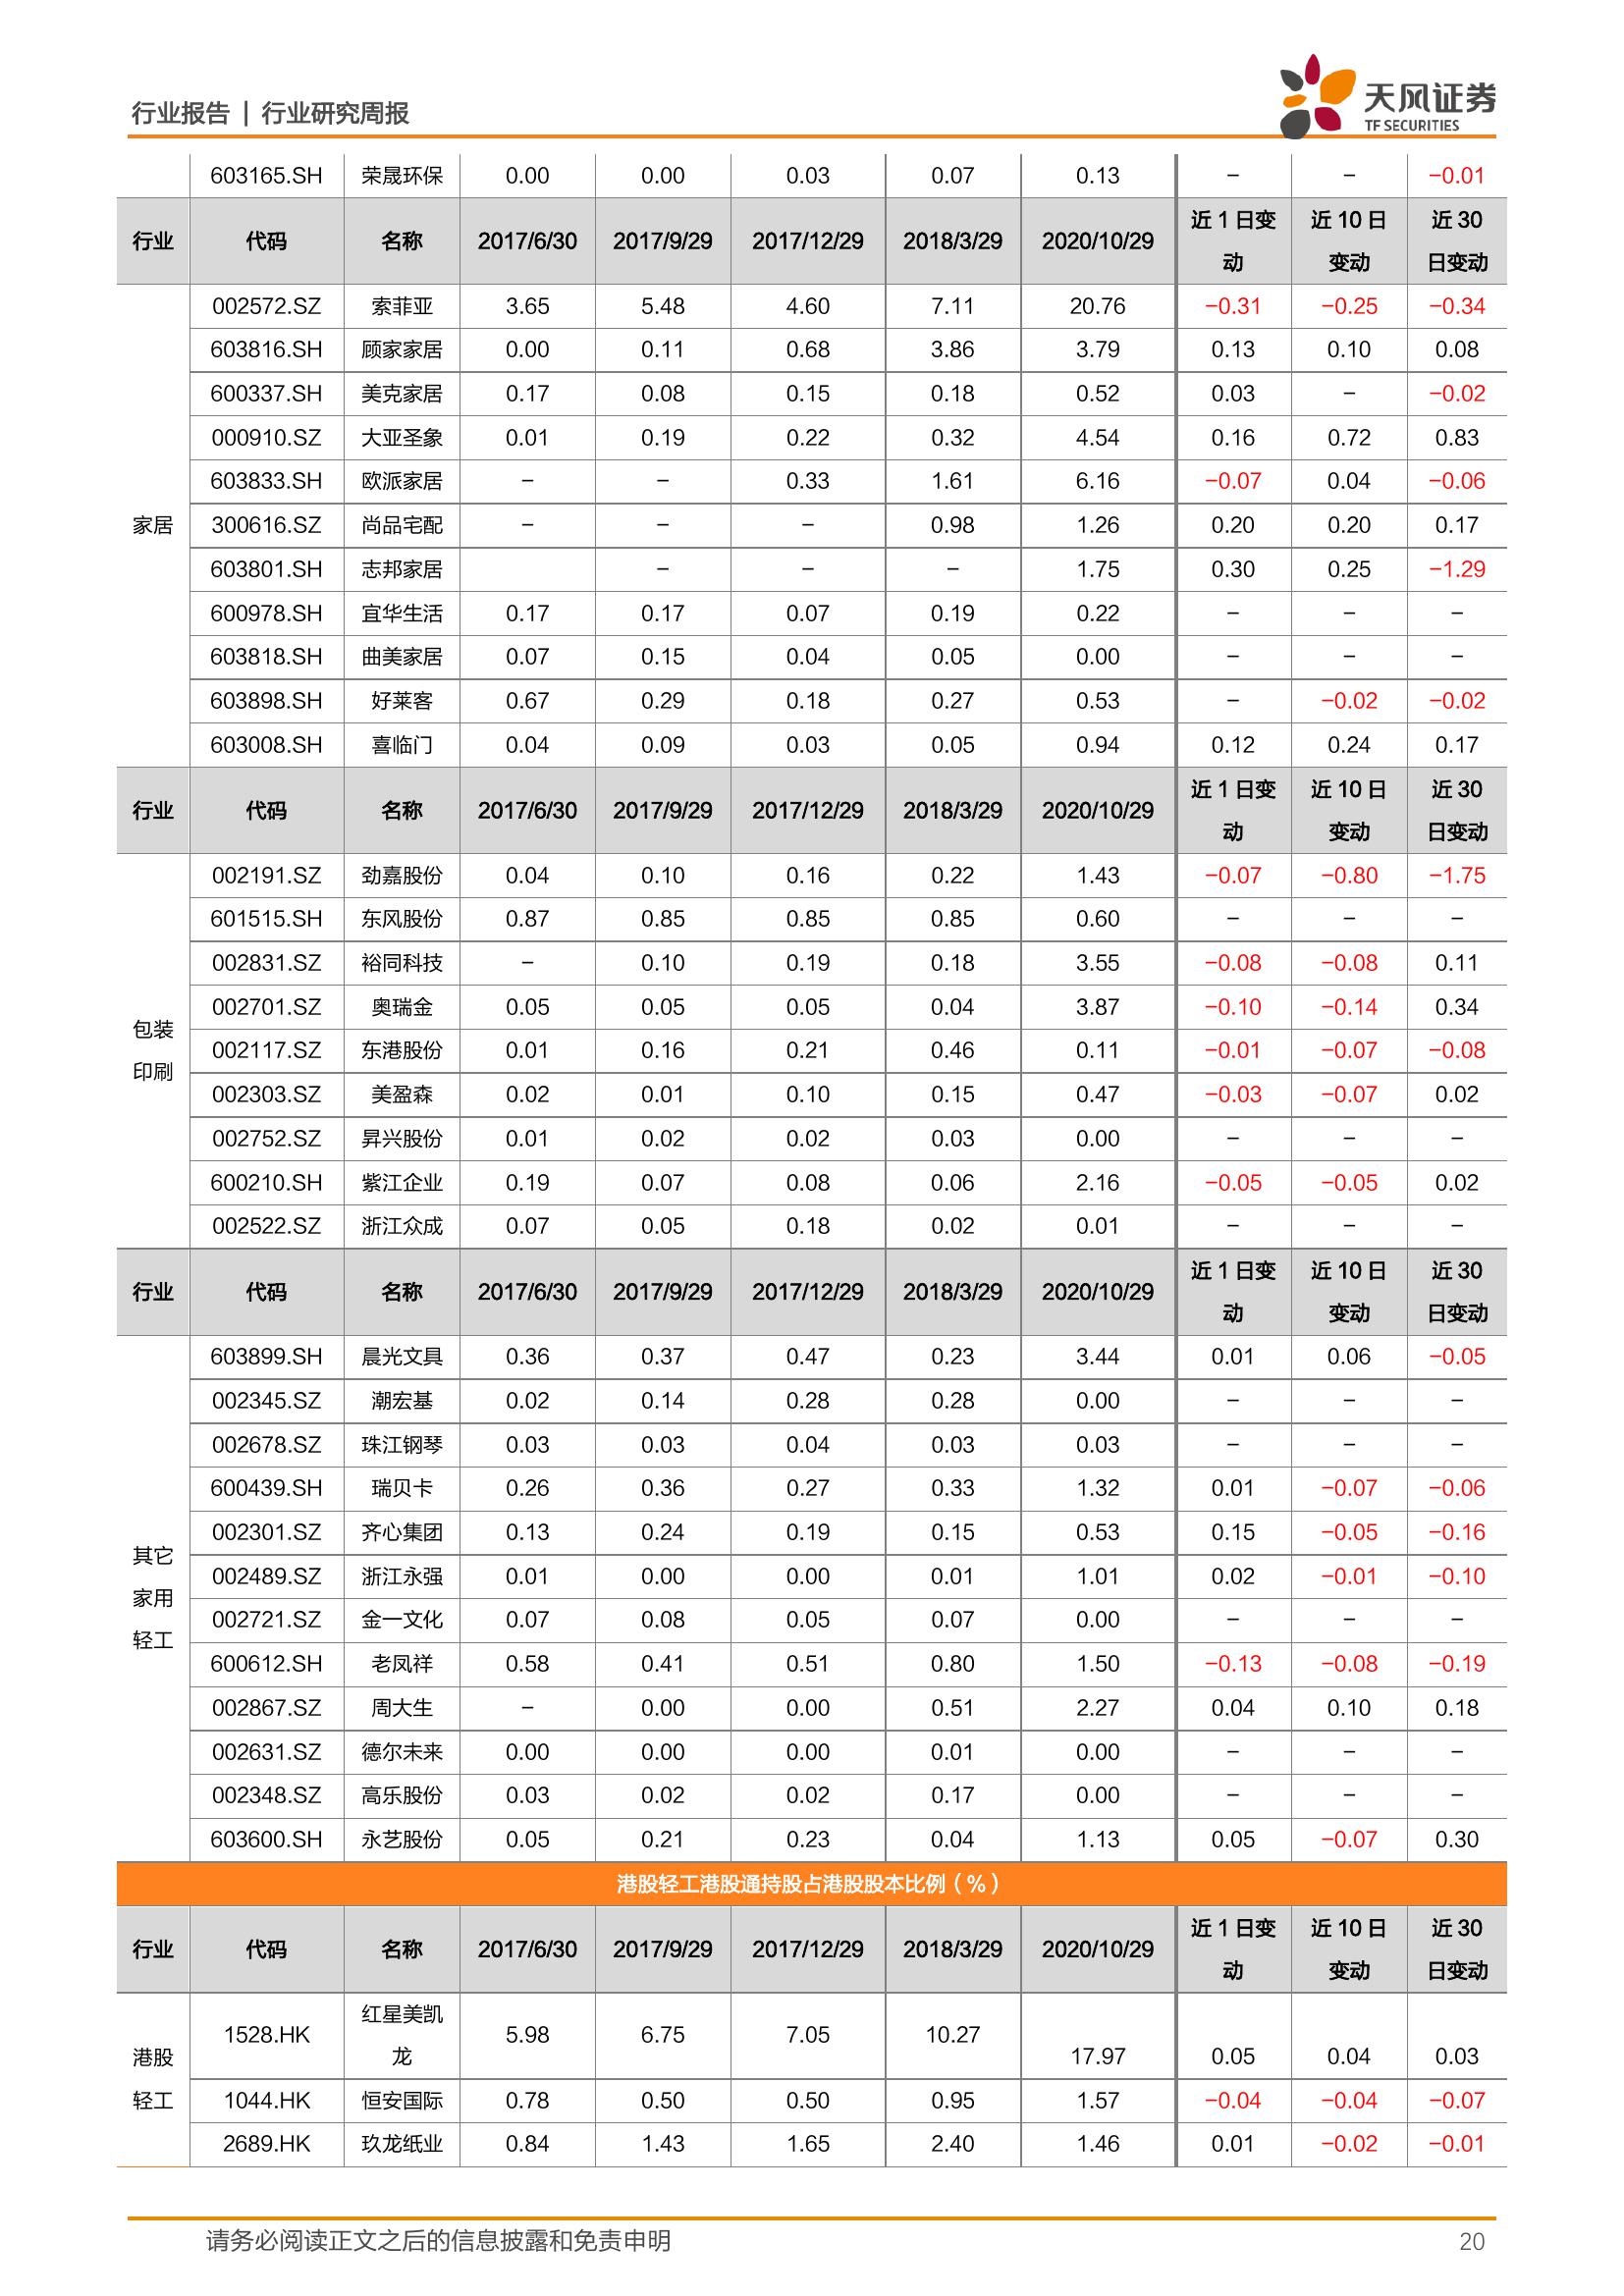 行业报告 | 行业研究周报
天风证券
TF SECURITIES
603165.SH 荣晟环保 0.00 0.00 0.03 0.07 0.13 – – -0.01
行业 代码 名称 2017/6/30 2017/9/29 2017/12/29 2018/3/29 2020/10/29 近 1 日变动 近 10 日变动 近 30 日变动
家居
002572.SZ 索菲亚 3.65 5.48 4.60 7.11 20.76 -0.31 -0.25 -0.34
603816.SH 顾家家居 0.00 0.11 0.68 3.86 3.79 0.13 0.10 0.08
600337.SH 美克家居 0.17 0.08 0.15 0.18 0.52 0.03 – -0.02
000910.SZ 大亚圣象 0.01 0.19 0.22 0.32 4.54 0.16 0.72 0.83
603833.SH 欧派家居 – – 0.33 1.61 6.16 -0.07 0.04 -0.06
300616.SZ 尚品宅配 – – – 0.98 1.26 0.20 0.20 0.17
603801.SH 志邦家居 – – – 1.75 0.30 0.25 -1.29
600978.SH 宜华生活 0.17 0.17 0.07 0.19 0.22 – – –
603818.SH 曲美家居 0.07 0.15 0.04 0.05 0.00 – – –
603898.SH 好莱客 0.67 0.29 0.18 0.27 0.53 – -0.02 -0.02
603008.SH 喜临门 0.04 0.09 0.03 0.05 0.94 0.12 0.24 0.17
行业 代码 名称 2017/6/30 2017/9/29 2017/12/29 2018/3/29 2020/10/29 近 1 日变动 近 10 日变动 近 30 日变动
包装
印刷
002191.SZ 劲嘉股份 0.04 0.10 0.16 0.22 1.43 -0.07 -0.80 -1.75
601515.SH 东风股份 0.87 0.85 0.85 0.85 0.60 – – –
002831.SZ 裕同科技 – 0.10 0.19 0.18 3.55 -0.08 -0.08 0.11
002701.SZ 奥瑞金 0.05 0.05 0.05 0.04 3.87 -0.10 -0.14 0.34
002117.SZ 东港股份 0.01 0.16 0.21 0.46 0.11 -0.01 -0.07 -0.08
002303.SZ 美盈森 0.02 0.01 0.10 0.15 0.47 -0.03 -0.07 0.02
002752.SZ 昇兴股份 0.01 0.02 0.02 0.03 0.00 – – –
600210.SH 紫江企业 0.19 0.07 0.08 0.06 2.16 -0.05 -0.05 0.02
002522.SZ 浙江众成 0.07 0.05 0.18 0.02 0.01 – – –
行业 代码 名称 2017/6/30 2017/9/29 2017/12/29 2018/3/29 2020/10/29 近 1 日变动 近 10 日变动 近 30 日变动
其它
家用
轻工
603899.SH 晨光文具 0.36 0.37 0.47 0.23 3.44 0.01 0.06 -0.05
002345.SZ 潮宏基 0.02 0.14 0.28 0.28 0.00 – – –
002678.SZ 珠江钢琴 0.03 0.03 0.04 0.03 0.03 – – –
600439.SH 瑞贝卡 0.26 0.36 0.27 0.33 1.32 0.01 -0.07 -0.06
002301.SZ 齐心集团 0.13 0.24 0.19 0.15 0.53 0.15 -0.05 -0.16
002489.SZ 浙江永强 0.01 0.00 0.00 0.01 1.01 0.02 -0.01 -0.10
002721.SZ 金一文化 0.07 0.08 0.05 0.07 0.00 – – –
600612.SH 老凤祥 0.58 0.41 0.51 0.80 1.50 -0.13 -0.08 -0.19
002867.SZ 周大生 – 0.00 0.00 0.51 2.27 0.04 0.10 0.18
002631.SZ 德尔未来 0.00 0.00 0.00 0.01 0.00 – – –
002348.SZ 高乐股份 0.03 0.02 0.02 0.17 0.00 – – –
603600.SH 永艺股份 0.05 0.21 0.23 0.04 1.13 0.05 -0.07 0.30
港股轻工港股通持股占港股股本比例（%）
行业 代码 名称 2017/6/30 2017/9/29 2017/12/29 2018/3/29 2020/10/29 近 1 日变动 近 10 日变动 近 30 日变动
港股
轻工
1528.HK 红星美凯龙 5.98 6.75 7.05 10.27 17.97 0.05 0.04 0.03
1044.HK 恒安国际 0.78 0.50 0.50 0.95 1.57 -0.04 -0.04 -0.07
2689.HK 玖龙纸业 0.84 1.43 1.65 2.40 1.46 0.01 -0.02 -0.01
请务必阅读正文之后的信息披露和免责申明 20